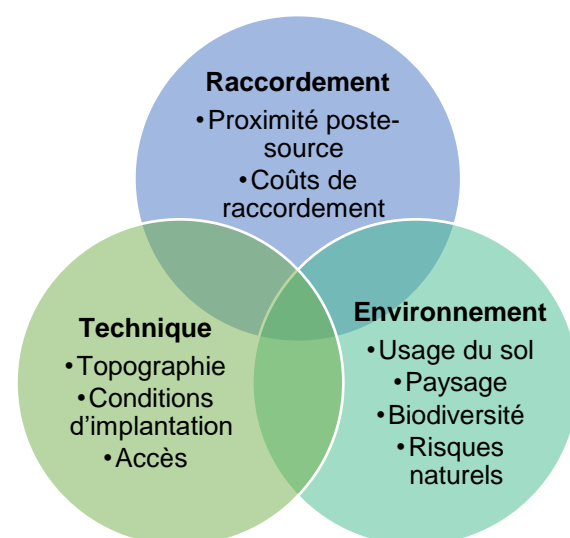 Raccordement
•Proximité poste-
source
•Coûts de
raccordement
Technique
•Topographie
•Conditions
d’implantation
•Accès
Environnement
•Usage du sol
•Paysage
•Biodiversité
•Risques
naturels